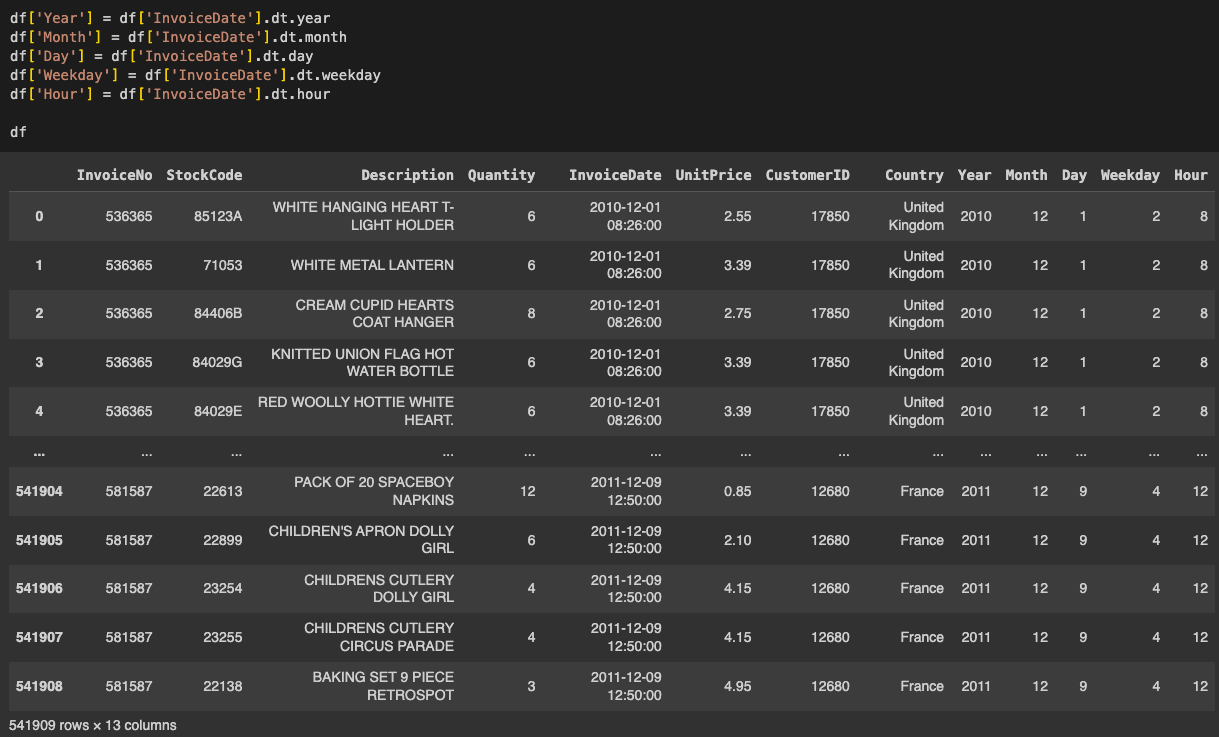 df['Year'] = df['InvoiceDate'].dt.year
df['Month'] = df['InvoiceDate'].dt.month
df['Day'] = df['InvoiceDate'].dt.day
df['Weekday'] = df['InvoiceDate'].dt.weekday
df['Hour'] = df['InvoiceDate'].dt.hour
df
InvoiceNo StockCode Description Quantity InvoiceDate UnitPrice CustomerID Country Year Month Day Weekday Hour
0 536365 85123A WHITE HANGING HEART T-LIGHT HOLDER 6 2010-12-01 08:26:00 2.55 17850 United Kingdom 2010 12 1 2 8
1 536365 71053 WHITE METAL LANTERN 6 2010-12-01 08:26:00 3.39 17850 United Kingdom 2010 12 1 2 8
2 536365 84406B CREAM CUPID HEARTS COAT HANGER 8 2010-12-01 08:26:00 2.75 17850 United Kingdom 2010 12 1 2 8
3 536365 84029G KNITTED UNION FLAG HOT WATER BOTTLE 6 2010-12-01 08:26:00 3.39 17850 United Kingdom 2010 12 1 2 8
4 536365 84029E RED WOOLLY HOTTIE WHITE HEART. 6 2010-12-01 08:26:00 3.39 17850 United Kingdom 2010 12 1 2 8
... ... ... ... ... ... ... ... ... ... ... ... ... ...
541904 581587 22613 PACK OF 20 SPACEBOY NAPKINS 12 2011-12-09 12:50:00 0.85 12680 France 2011 12 9 4 12
541905 581587 22899 CHILDREN'S APRON DOLLY GIRL 6 2011-12-09 12:50:00 2.10 12680 France 2011 12 9 4 12
541906 581587 23254 CHILDRENS CUTLERY DOLLY GIRL 4 2011-12-09 12:50:00 4.15 12680 France 2011 12 9 4 12
541907 581587 23255 CHILDRENS CUTLERY CIRCUS PARADE 4 2011-12-09 12:50:00 4.15 12680 France 2011 12 9 4 12
541908 581587 22138 BAKING SET 9 PIECE RETROSPOT 3 2011-12-09 12:50:00 4.95 12680 France 2011 12 9 4 12
541909 rows × 13 columns